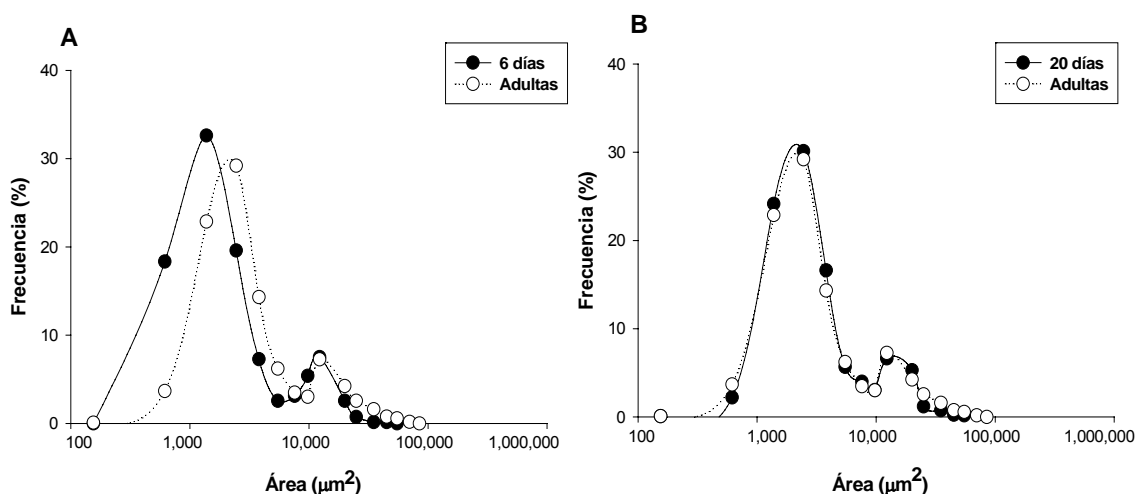 A
6 días
Adultas
Frecuencia (%)
40
30
20
10
0
100
1,000
10,000
100,000
1,000,000
Área (μm²)
B
20 días
Adultas
Frecuencia (%)
40
30
20
10
0
100
1,000
10,000
100,000
1,000,000
Área (μm²)